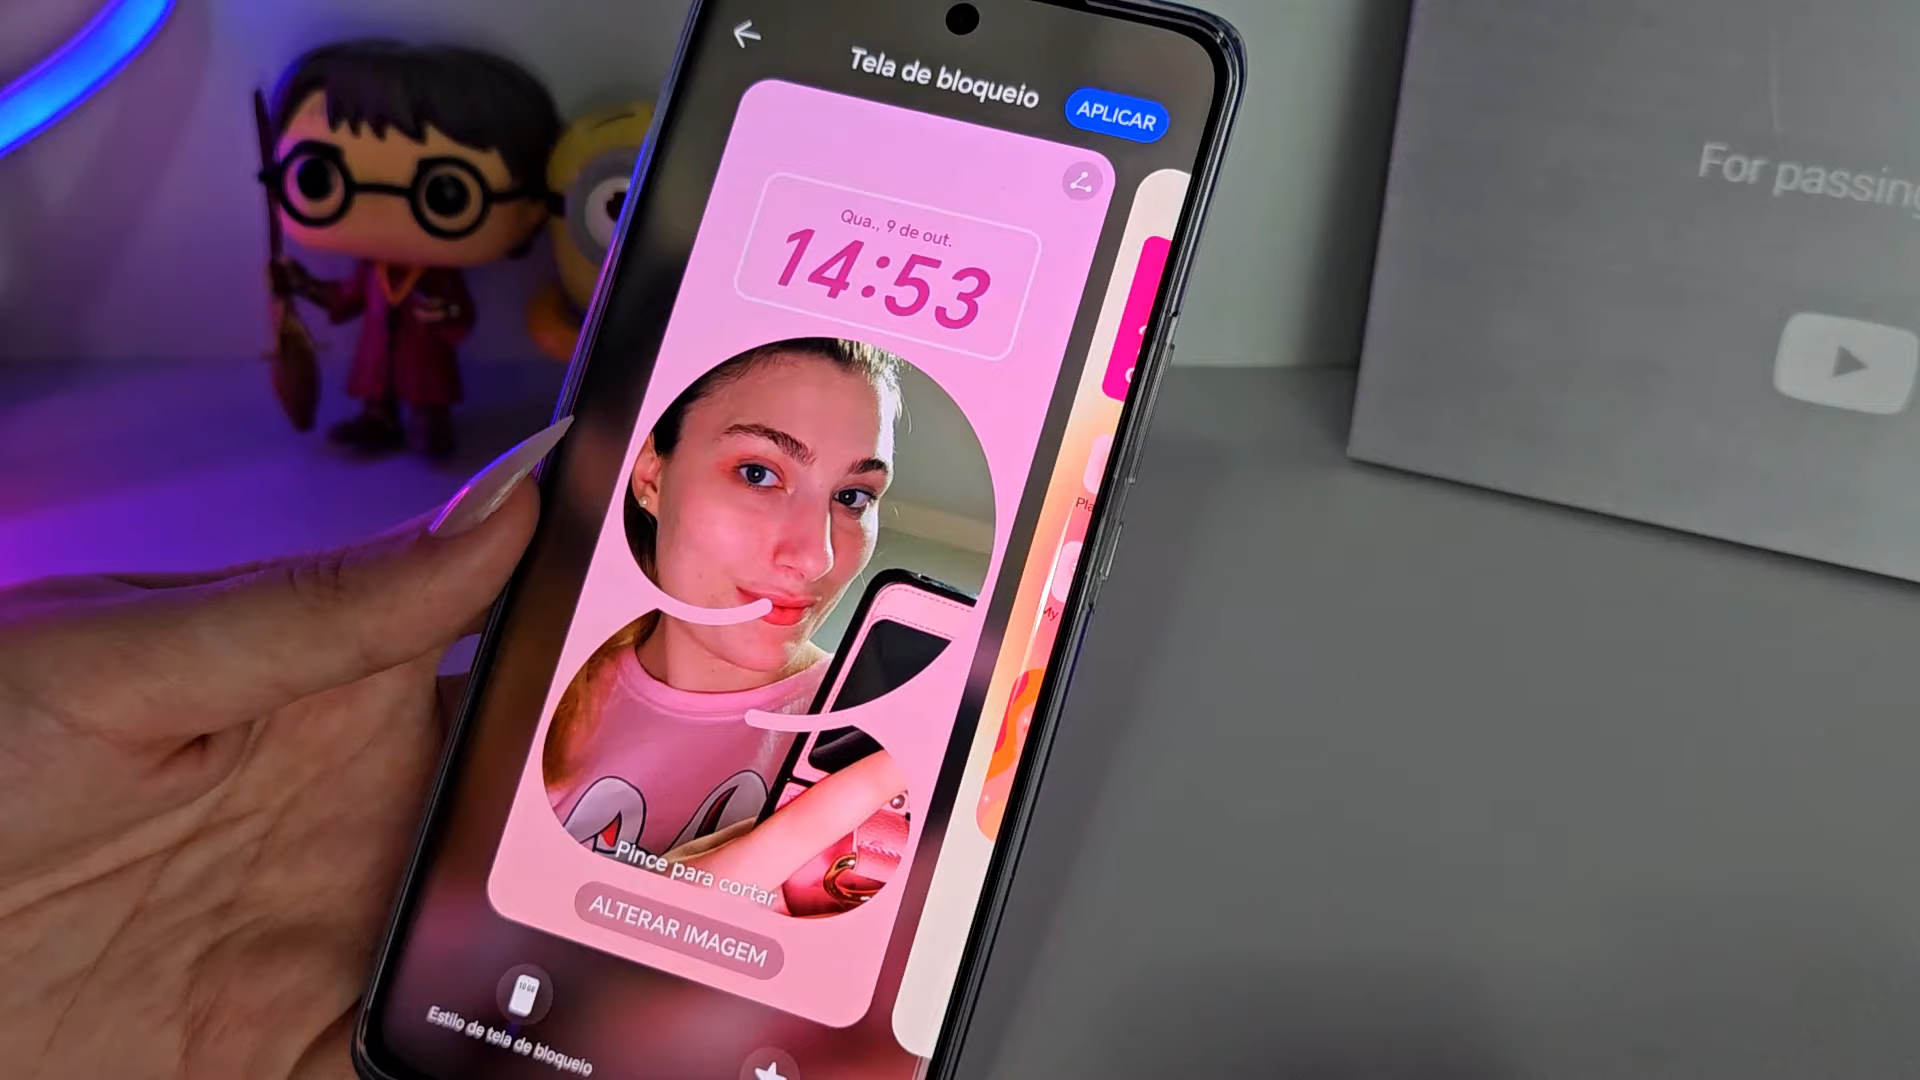 Tela de bloqueio
APLICAR
Qua., 9 de out.
14:53
Pince para cortar
ALTERAR IMAGEM
Estilo de tela de bloqueio
For passing
My